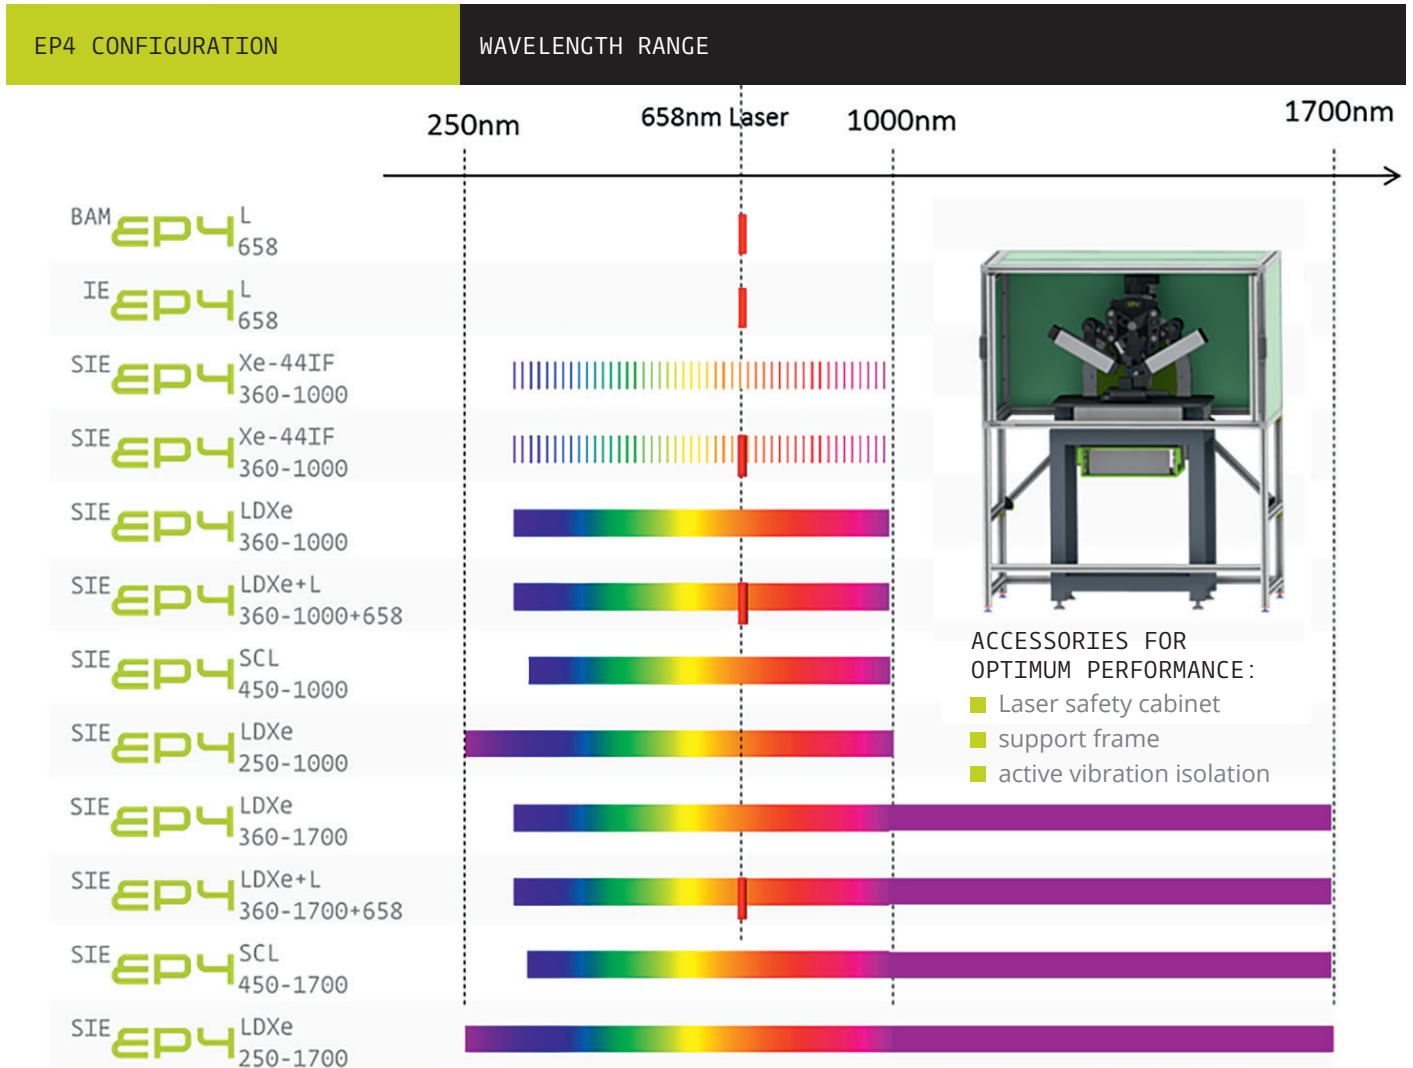 EP4 CONFIGURATION
WAVELENGTH RANGE
250nm
658nm Laser
1000nm
1700nm
BAM EP4 L
658
IE EP4 L
658
SIE EP4 Xe-44IF
360-1000
SIE EP4 Xe-44IF
360-1000
SIE EP4 LDXe
360-1000
SIE EP4 LDXe+L
360-1000+658
SIE EP4 SCL
450-1000
SIE EP4 LDXe
250-1000
SIE EP4 LDXe
360-1700
SIE EP4 LDXe+L
360-1700+658
SIE EP4 SCL
450-1700
SIE EP4 LDXe
250-1700
ACCESSORIES FOR
OPTIMUM PERFORMANCE:
Laser safety cabinet
support frame
active vibration isolation